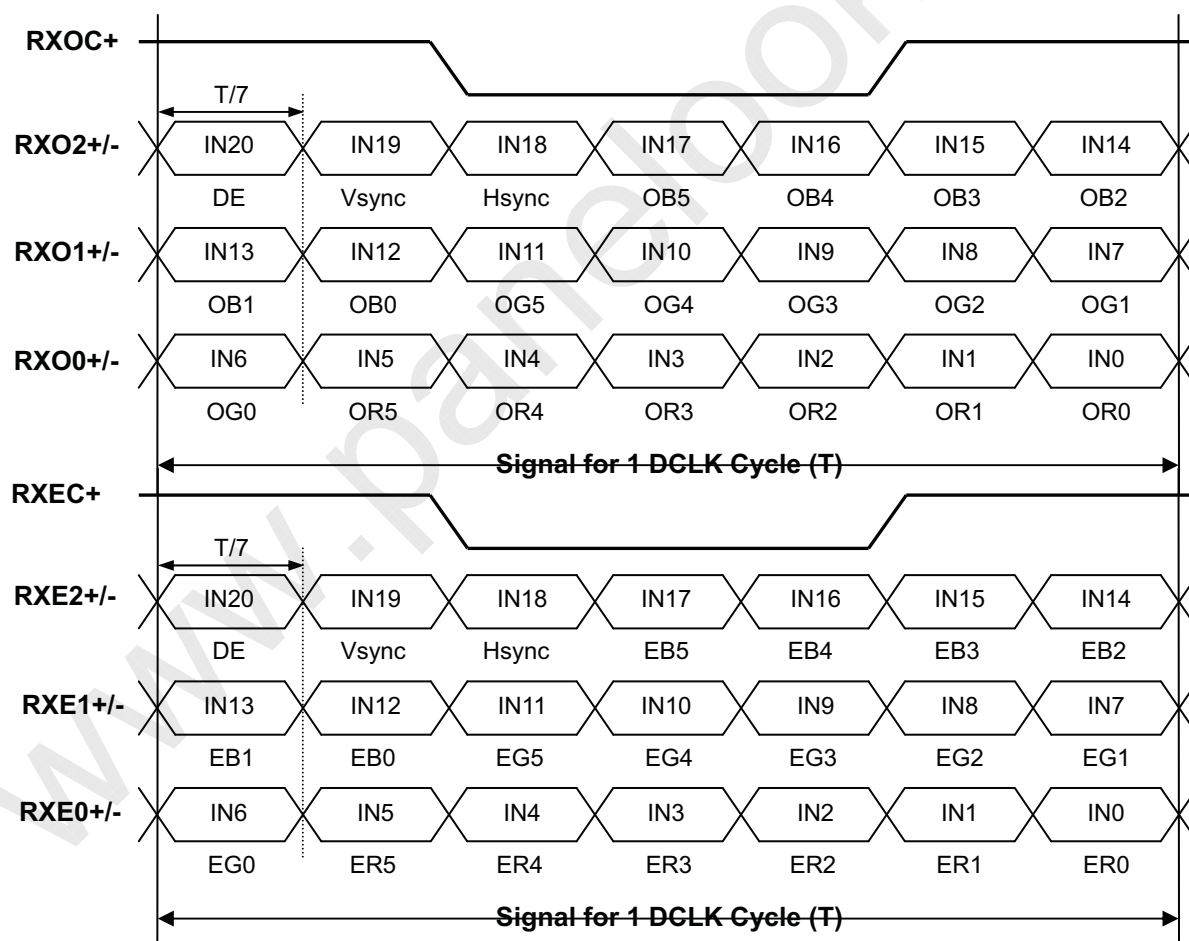 RXOC+
T/7
RXO2+/- IN20 IN19 IN18 IN17 IN16 IN15 IN14
DE Vsync Hsync OB5 OB4 OB3 OB2
RXO1+/- IN13 IN12 IN11 IN10 IN9 IN8 IN7
OB1 OB0 OG5 OG4 OG3 OG2 OG1
RXO0+/- IN6 IN5 IN4 IN3 IN2 IN1 IN0
OG0 OR5 OR4 OR3 OR2 OR1 OR0
Signal for 1 DCLK Cycle (T)
RXEC+
T/7
RXE2+/- IN20 IN19 IN18 IN17 IN16 IN15 IN14
DE Vsync Hsync EB5 EB4 EB3 EB2
RXE1+/- IN13 IN12 IN11 IN10 IN9 IN8 IN7
EB1 EB0 EG5 EG4 EG3 EG2 EG1
RXE0+/- IN6 IN5 IN4 IN3 IN2 IN1 IN0
EG0 ER5 ER4 ER3 ER2 ER1 ER0
Signal for 1 DCLK Cycle (T)